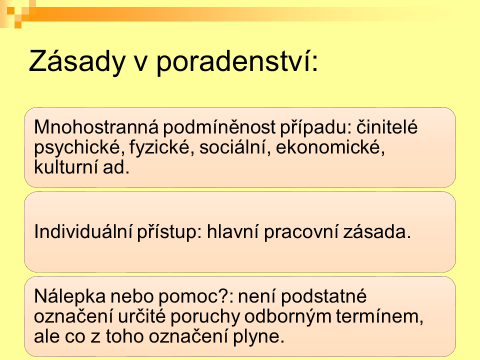 Zásady v poradenství:
Mnohostranná podmíněnost případu: činitelé
psychické, fyzické, sociální, ekonomické,
kulturní ad.
Individuální přístup: hlavní pracovní zásada.
Nálepka nebo pomoc?: není podstatné
označení určité poruchy odborným termínem,
ale co z toho označení plyne.